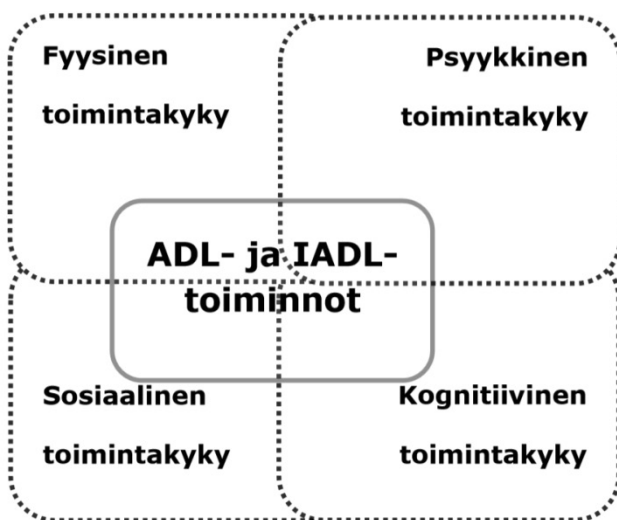 Fyysinen
toimintakyky
Psyykkinen
toimintakyky
ADL- ja IADL-
toiminnot
Sosiaalinen
toimintakyky
Kognitiivinen
toimintakyky